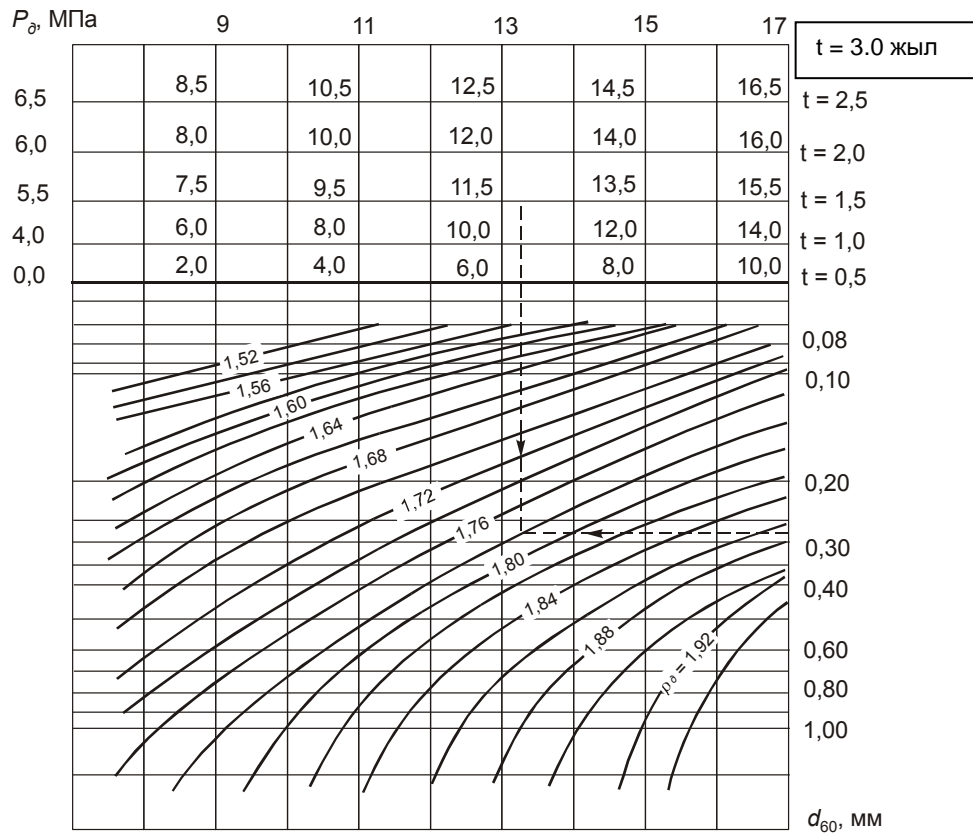 P∂, МПа 9 11 13 15 17
t = 3.0 жыл
8,5 10,5 12,5 14,5 16,5
6,5 t = 2,5
8,0 10,0 12,0 14,0 16,0
6,0 t = 2,0
7,5 9,5 11,5 13,5 15,5
5,5 t = 1,5
6,0 8,0 10,0 12,0 14,0
4,0 t = 1,0
2,0 4,0 6,0 8,0 10,0
0,0 t = 0,5
0,08
1,52
0,10
1,56
1,60
1,64
1,68
0,20
1,72
1,76
0,30
1,80
0,40
1,84
1,88
0,60
ρ∂ = 1,92
0,80
1,00
d60, мм